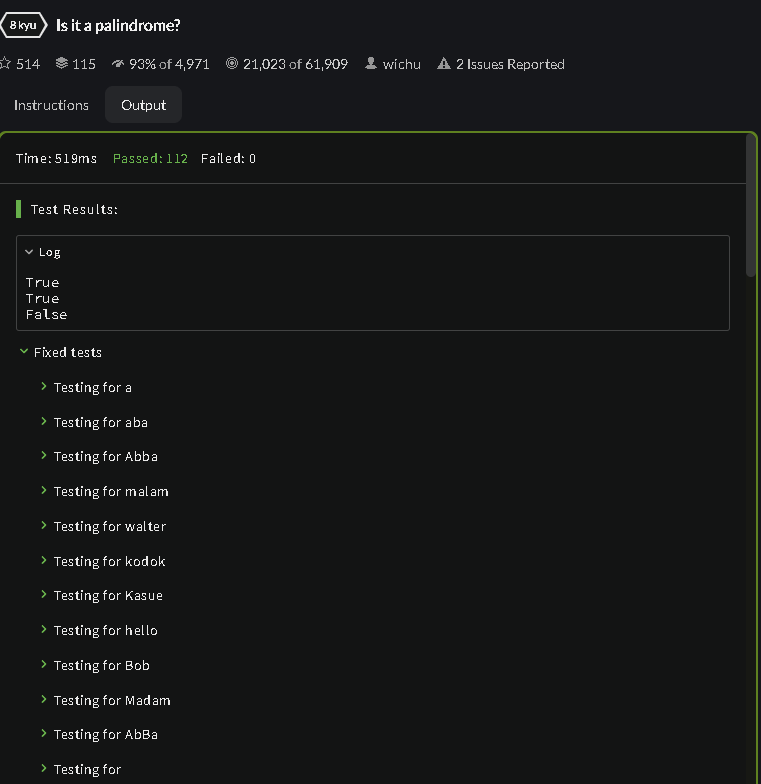 8 kyu Is it a palindrome?
514 115 93% of 4,971 21,023 of 61,909 wichu 2 Issues Reported
Instructions Output
Time: 519ms Passed: 112 Failed: 0
Test Results:
Log
True
True
False
Fixed tests
Testing for a
Testing for aba
Testing for Abba
Testing for malam
Testing for walter
Testing for kodok
Testing for Kasue
Testing for hello
Testing for Bob
Testing for Madam
Testing for AbBa
Testing for